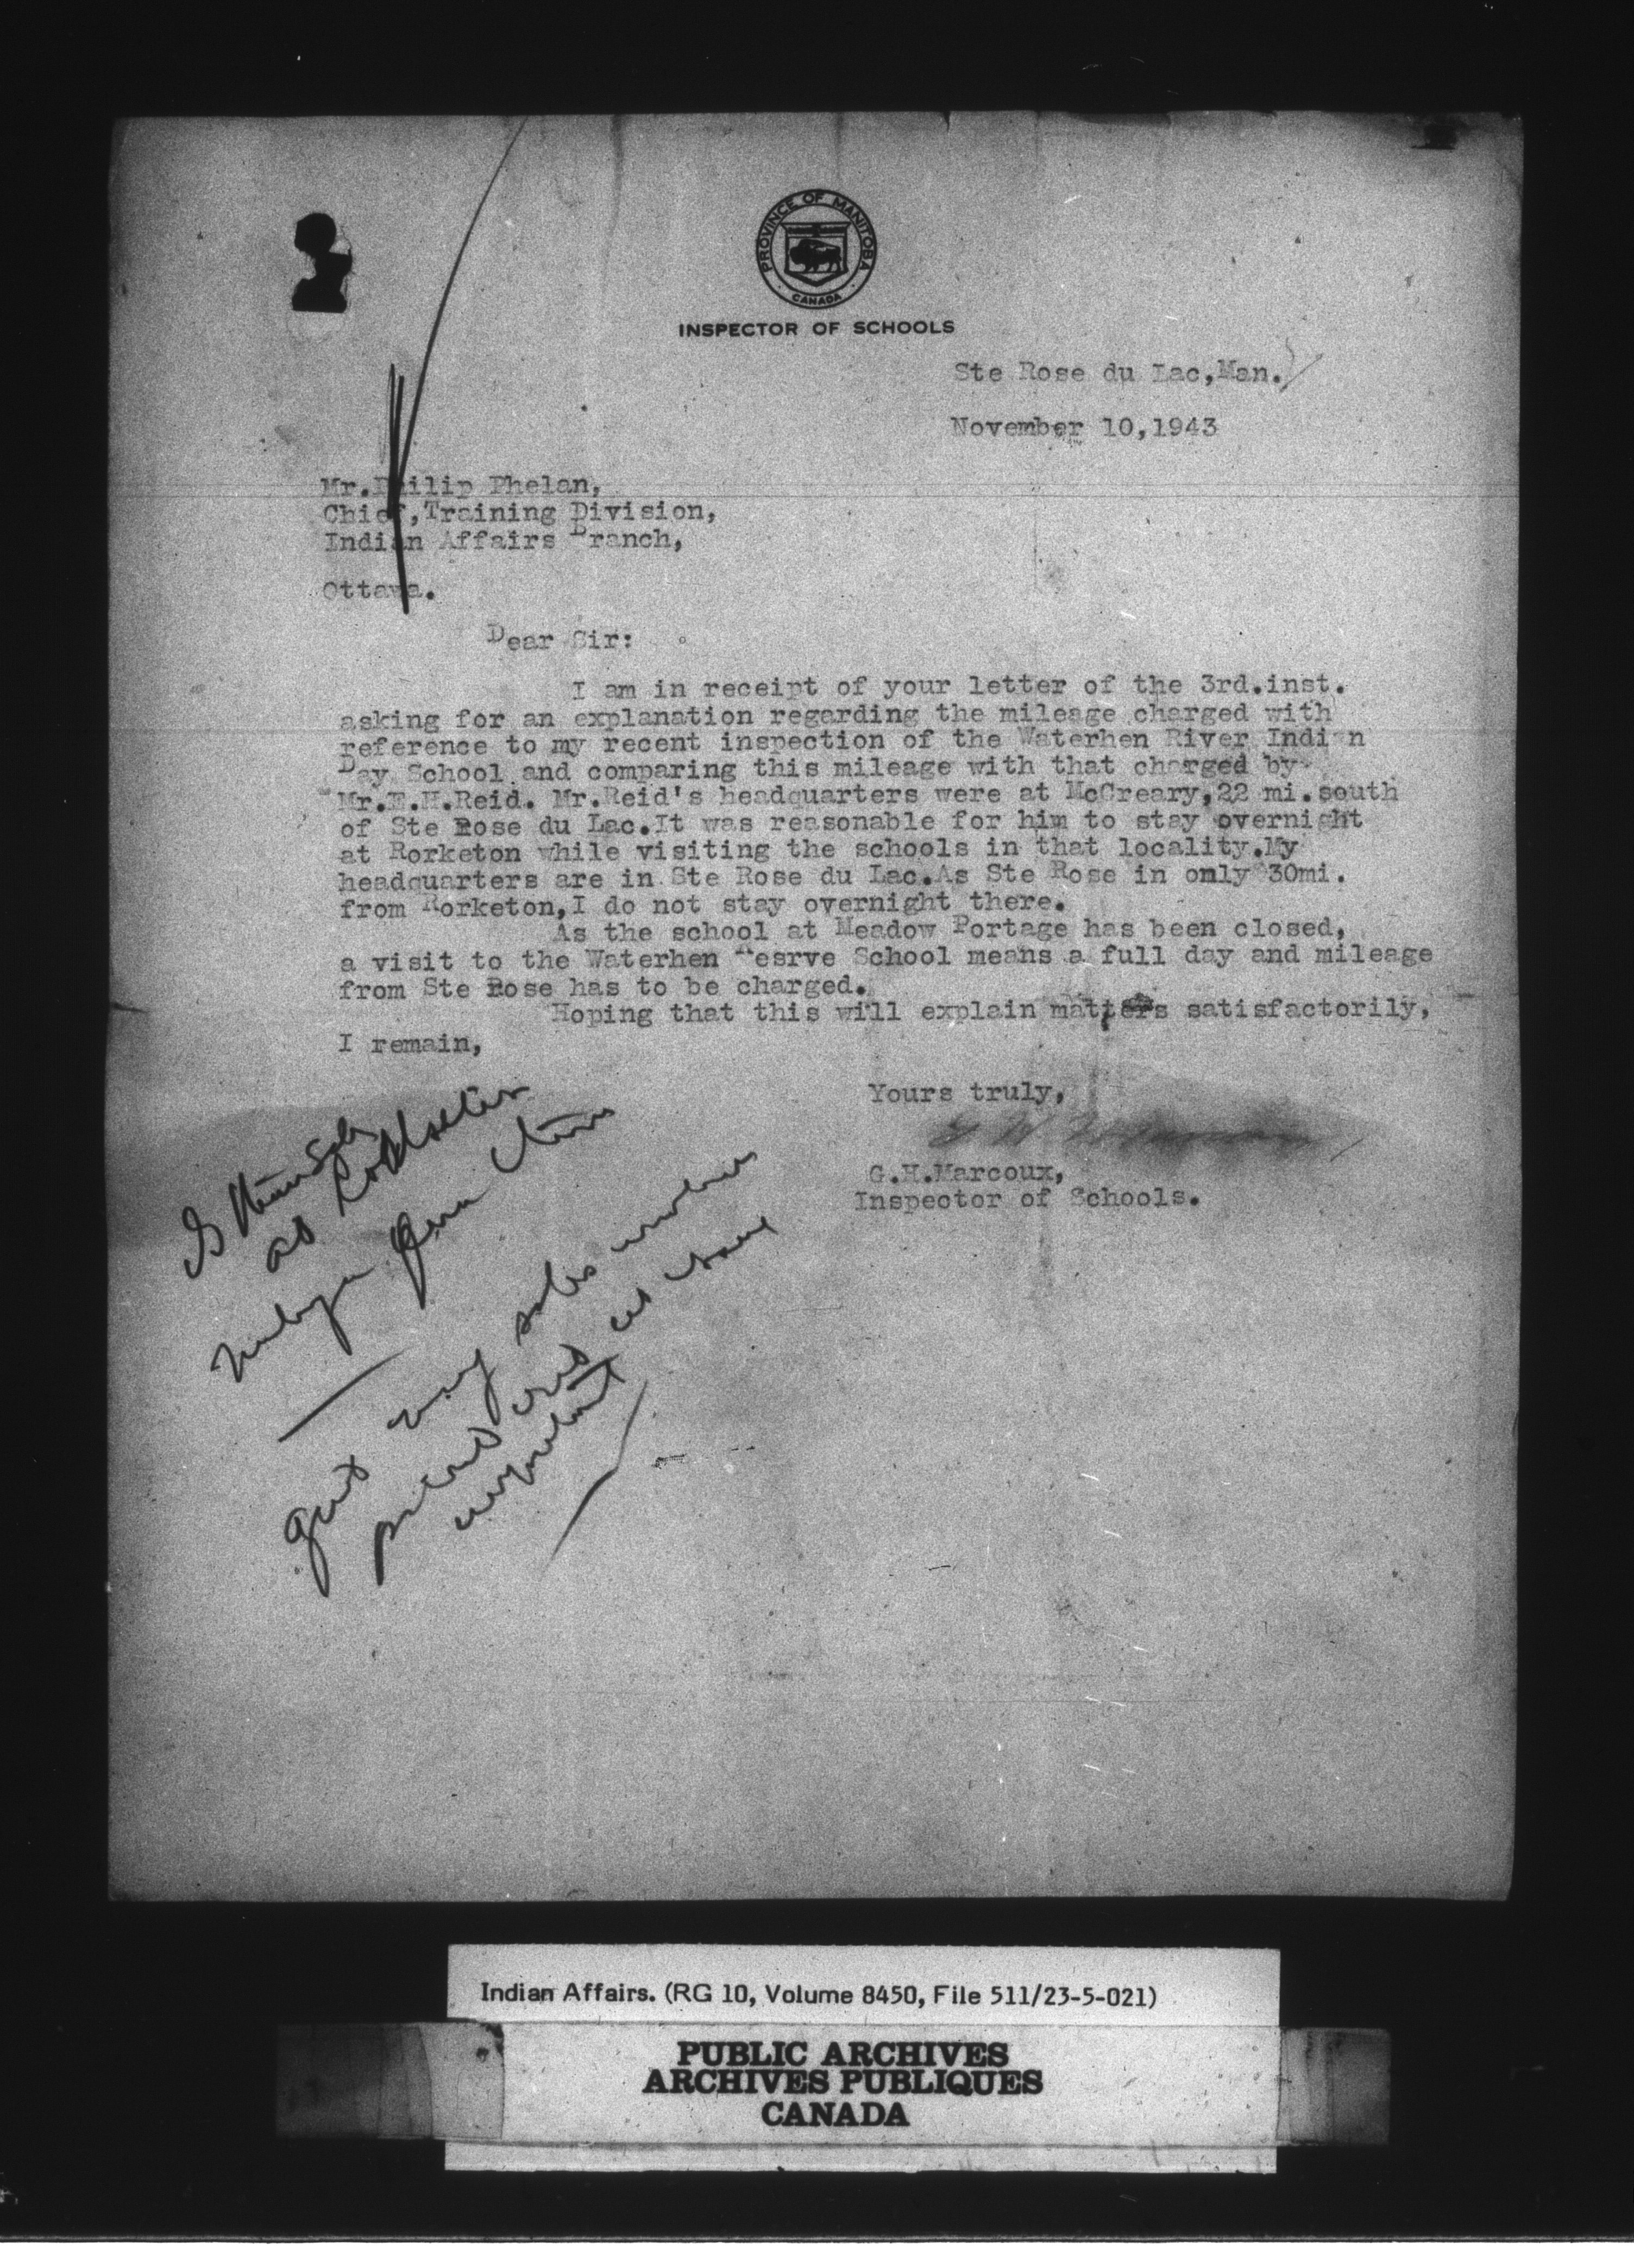 PROVINCE OF MANITOBA
CANADA
INSPECTOR OF SCHOOLS
Ste Rose du Lac,Man.
November 10,1943
Mr.Philip Phelan,
Chief,Training Division,
Indian Affairs Branch,
Ottawa.
Dear Sir:
I am in receipt of your letter of the 3rd.inst.
asking for an explanation regarding the mileage charged with
reference to my recent inspection of the Waterhen River Indian
Day School and comparing this mileage with that charged by
Mr.E.H.Reid. Mr.Reid's headquarters were at McCreary,22 mi.south
of Ste Rose du Lac.It was reasonable for him to stay overnight
at Rorketon while visiting the schools in that locality.My
headquarters are in Ste Rose du Lac.As Ste Rose in only 30mi.
from Rorketon,I do not stay overnight there.
As the school at Meadow Portage has been closed,
a visit to the Waterhen Resrve School means a full day and mileage
from Ste Rose has to be charged.
Hoping that this will explain matters satisfactorily,
I remain,
Yours truly,
G.H.Marcoux,
Inspector of Schools.
Indian Affairs. (RG 10, Volume 8450, File 511/23-5-021)
PUBLIC ARCHIVES
ARCHIVES PUBLIQUES
CANADA